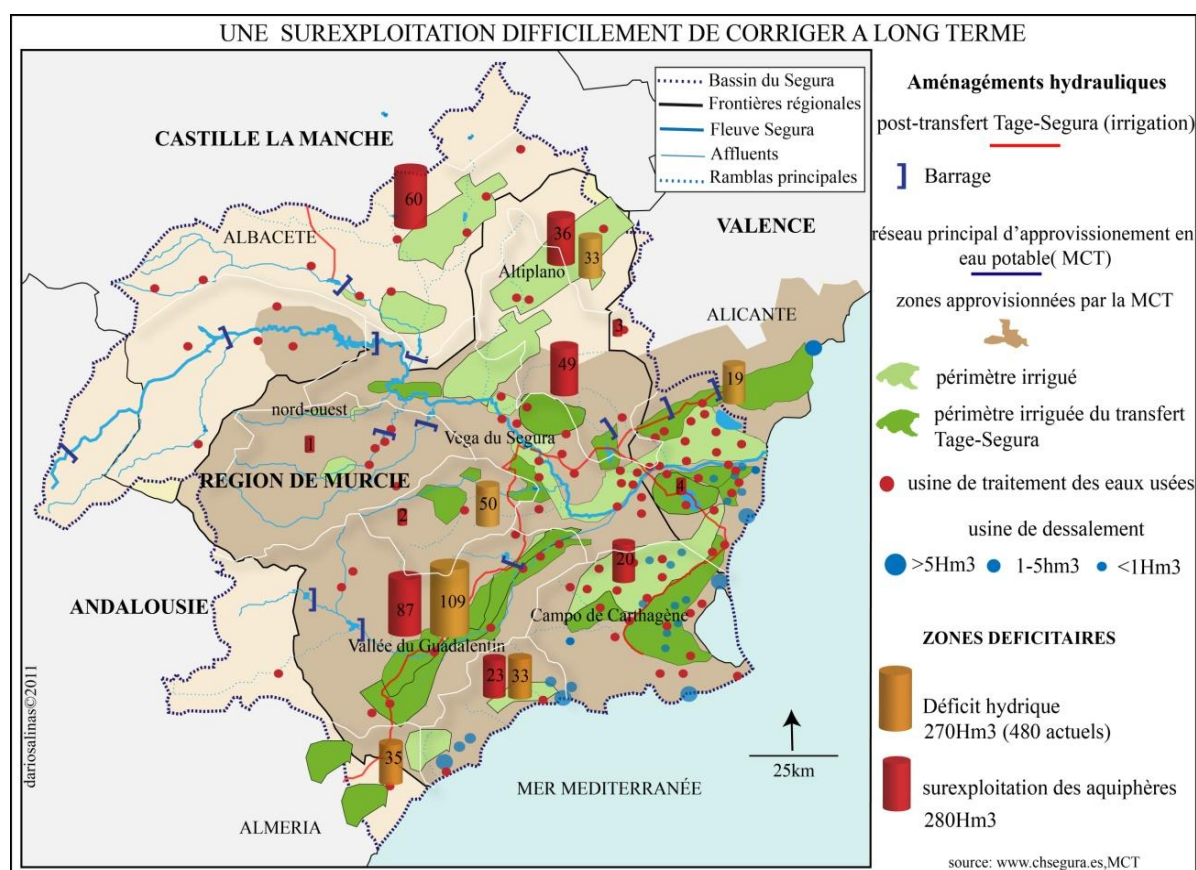 UNE SUREXPLOITATION DIFFICILEMENT DE CORRIGER A LONG TERME
Bassin du Segura
Frontières régionales
Fleuve Segura
Affluents
Ramblas principales
CASTILLE LA MANCHE
60
ALBACETE
36
33
Altiplano
VALENCE
3
ALICANTE
49
19
nord-ouest
1
Vega du Segura
REGION DE MURCIE
4
50
2
20
ANDALOUSIE
87
109
Campo de Carthagène
Vallée du Guadalentin
23
33
35
25km
MER MEDITERRANÉE
ALMERIA
dariosalinas©2011
Aménagéments hydrauliques
post-transfert Tage-Segura (irrigation)
Barrage
réseau principal d'approvissionement en
eau potable( MCT)
zones approvisionnées par la MCT
périmètre irrigué
périmètre irriguée du transfert
Tage-Segura
usine de traitement des eaux usées
usine de dessalement
>5Hm3
1-5hm3
<1Hm3
ZONES DEFICITAIRES
Déficit hydrique
270Hm3 (480 actuels)
surexploitation des aquiphères
280Hm3
source: www.chsegura.es,MCT